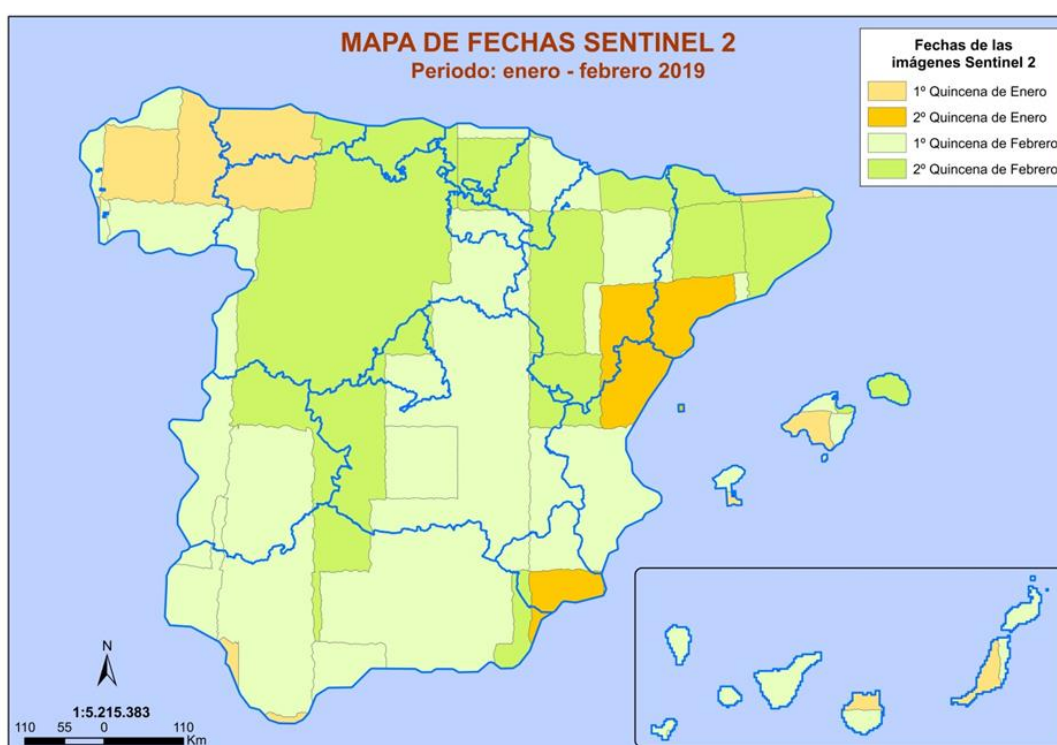 MAPA DE FECHAS SENTINEL 2
Periodo: enero - febrero 2019
Fechas de las
imágenes Sentinel 2
1º Quincena de Enero
2º Quincena de Enero
1º Quincena de Febrero
2º Quincena de Febrero
N
1:5.215.383
110 55 0 110
Km